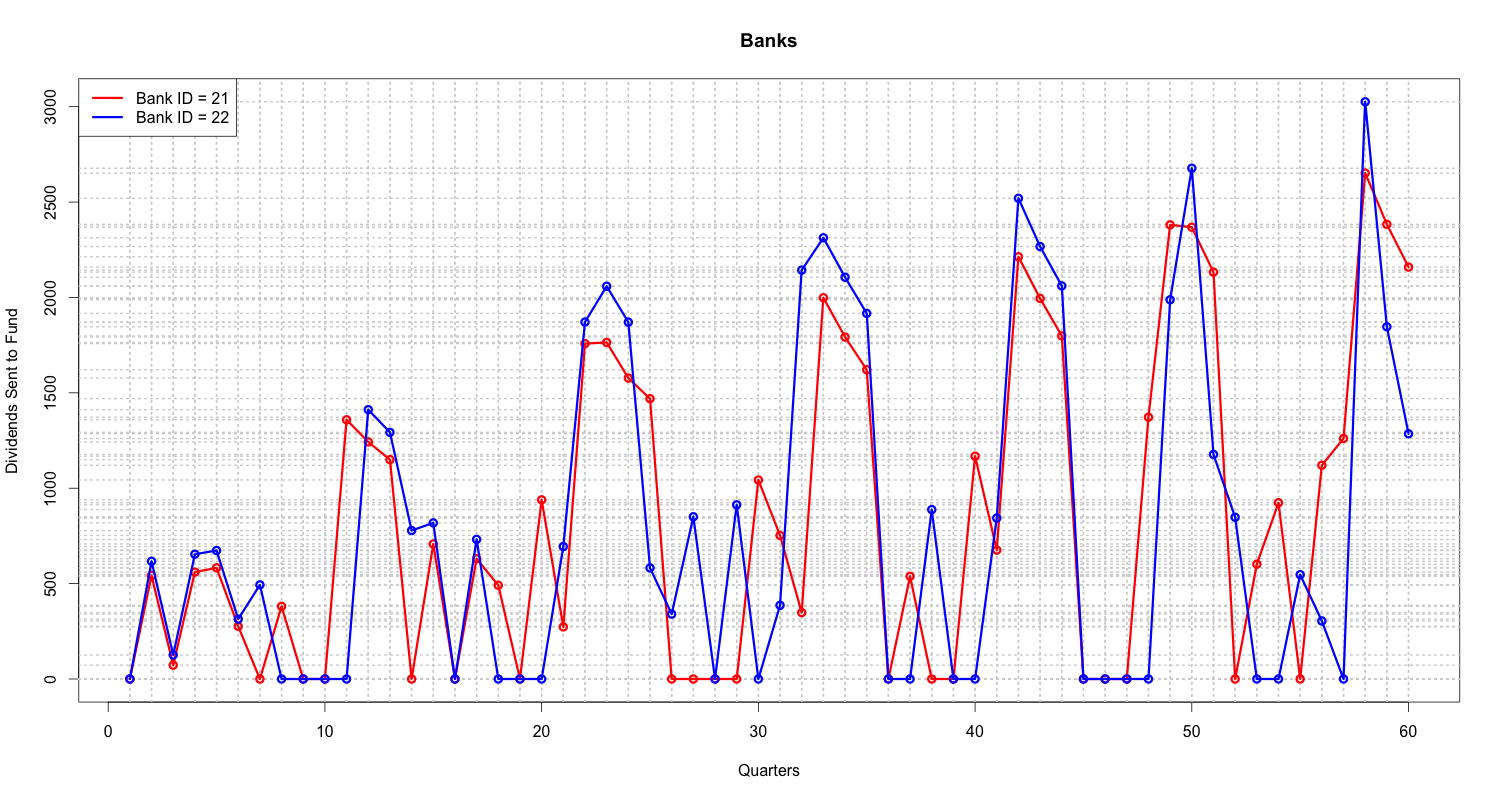 Banks
Bank ID = 21
Bank ID = 22
Dividends Sent to Fund
3000
2500
2000
1500
1000
500
0
0 10 20 30 40 50 60
Quarters